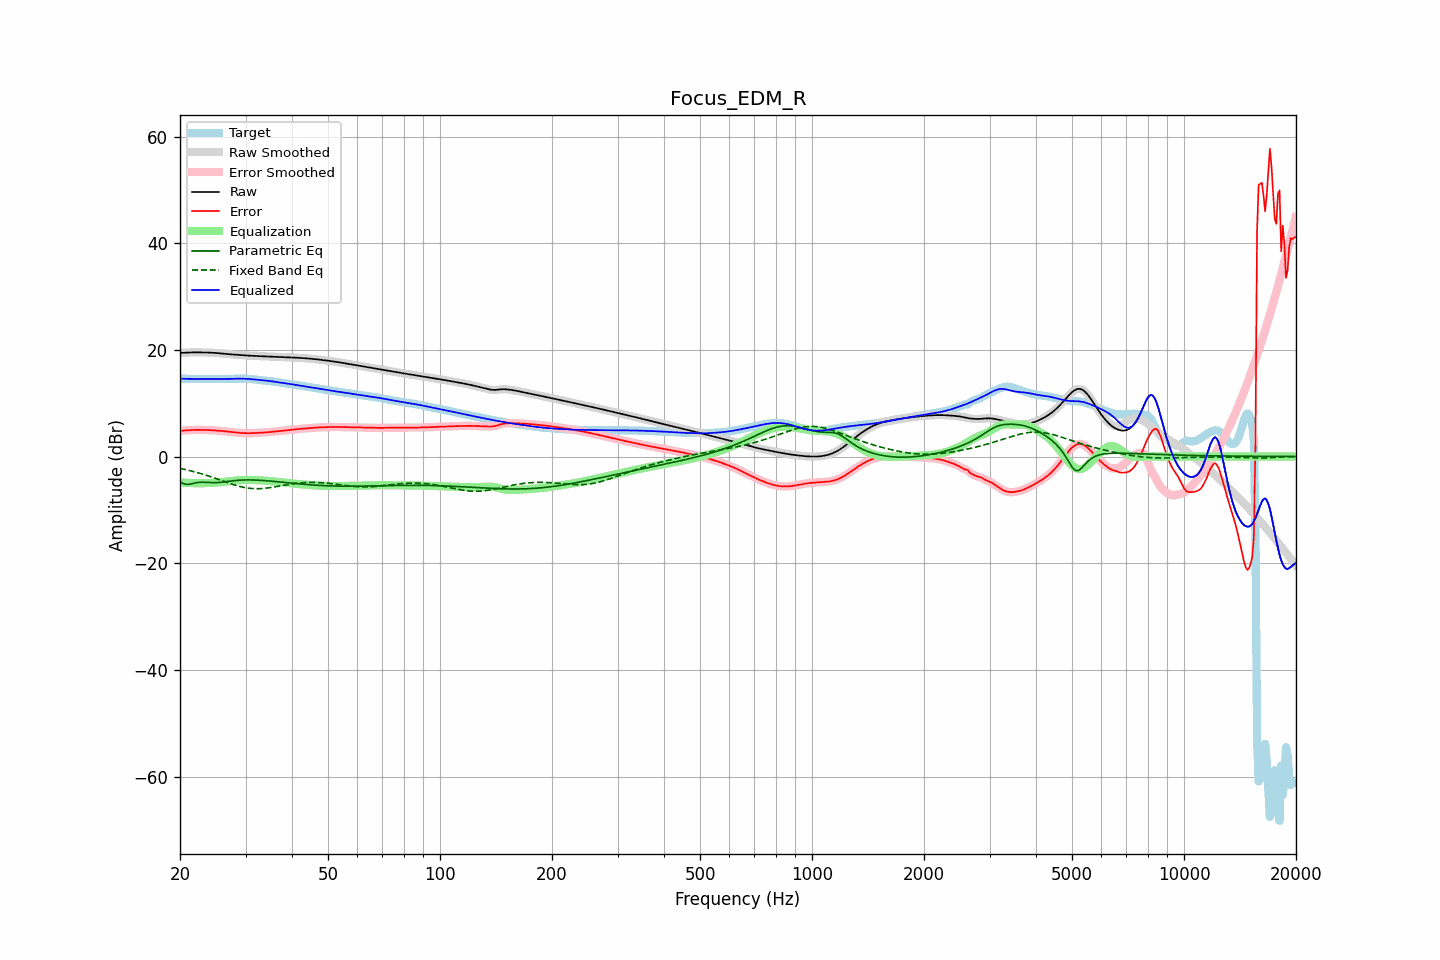 Focus_EDM_R
60
40
20
0
−20
−40
−60
Amplitude (dBr)
Target
Raw Smoothed
Error Smoothed
Raw
Error
Equalization
Parametric Eq
Fixed Band Eq
Equalized
20 50 100 200 500 1000 2000 5000 10000 20000
Frequency (Hz)